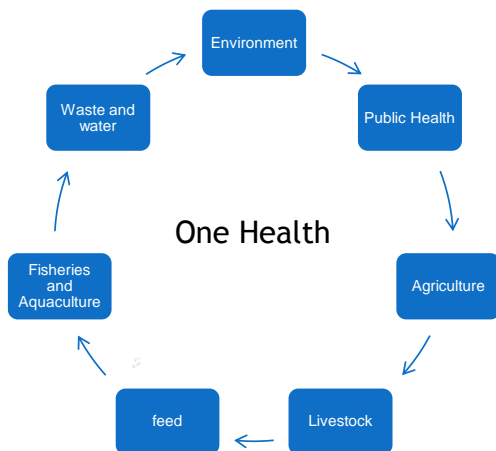 Environment
Public Health
Agriculture
Livestock
feed
Fisheries
and
Aquaculture
Waste and
water
One Health